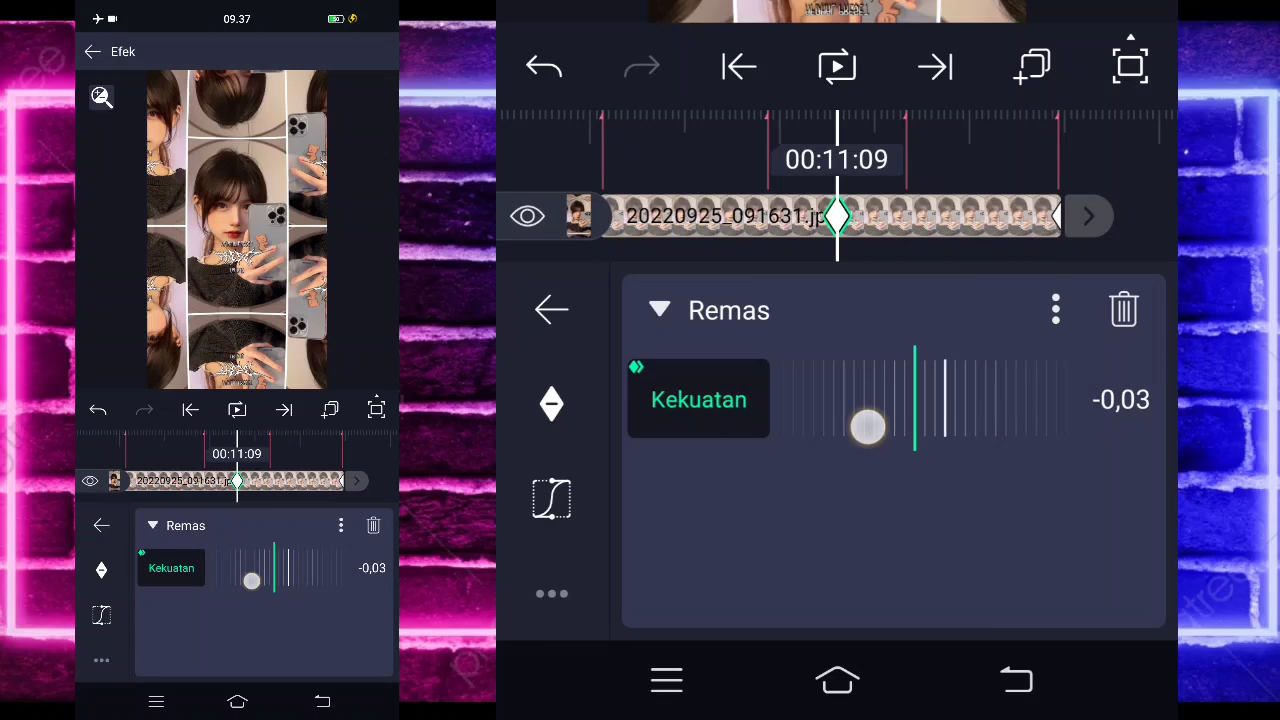 09.37
Efek
00:11:09
20220925_091631.jp
Remas
Kekuatan
-0,03
00:11:09
20220925_091631.jp
Remas
Kekuatan
-0,03